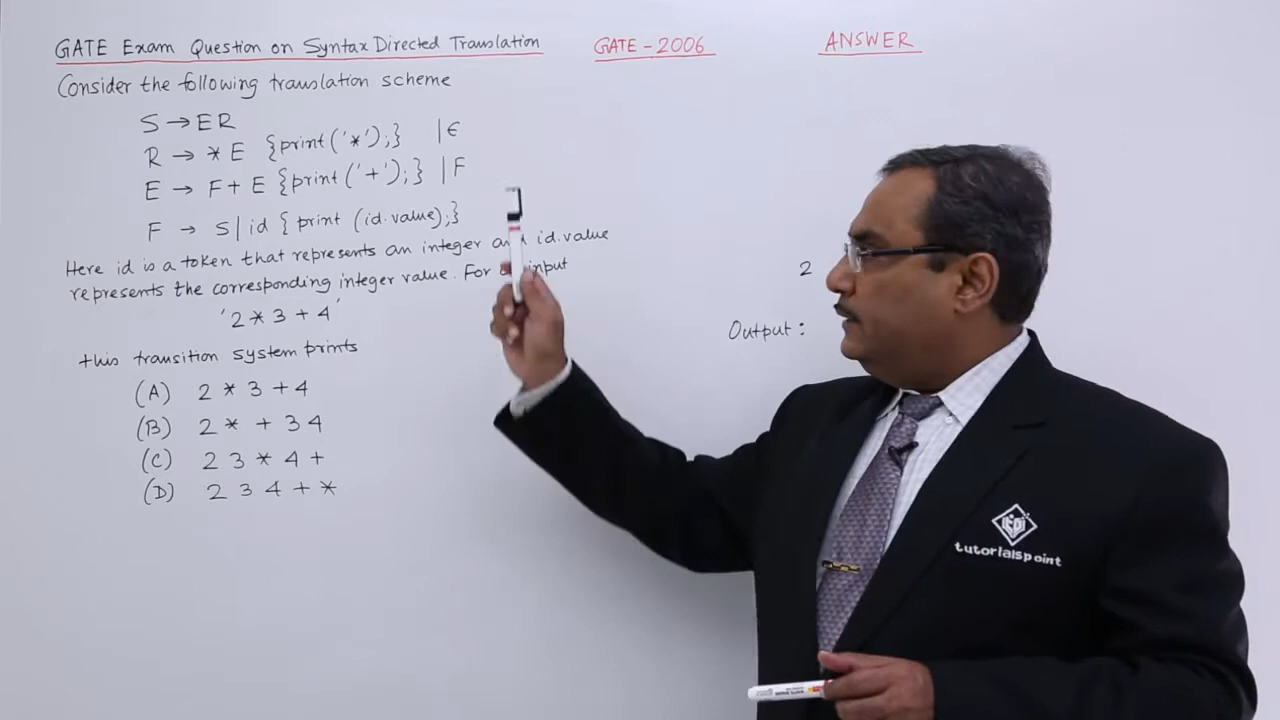 GATE Exam Question on Syntax Directed Translation
GATE - 2006
ANSWER
Consider the following translation scheme
S → ER
R → * E {print('*');} | ϵ
E → F + E {print('+');} | F
F → S | id {print (id.value);}
Here id is a token that represents an integer and id.value
represents the corresponding integer value. For input
'2 * 3 + 4'
this transition system prints
(A) 2 * 3 + 4
(B) 2 * + 3 4
(C) 2 3 * 4 +
(D) 2 3 4 + *
2
Output :
tutorialspoint